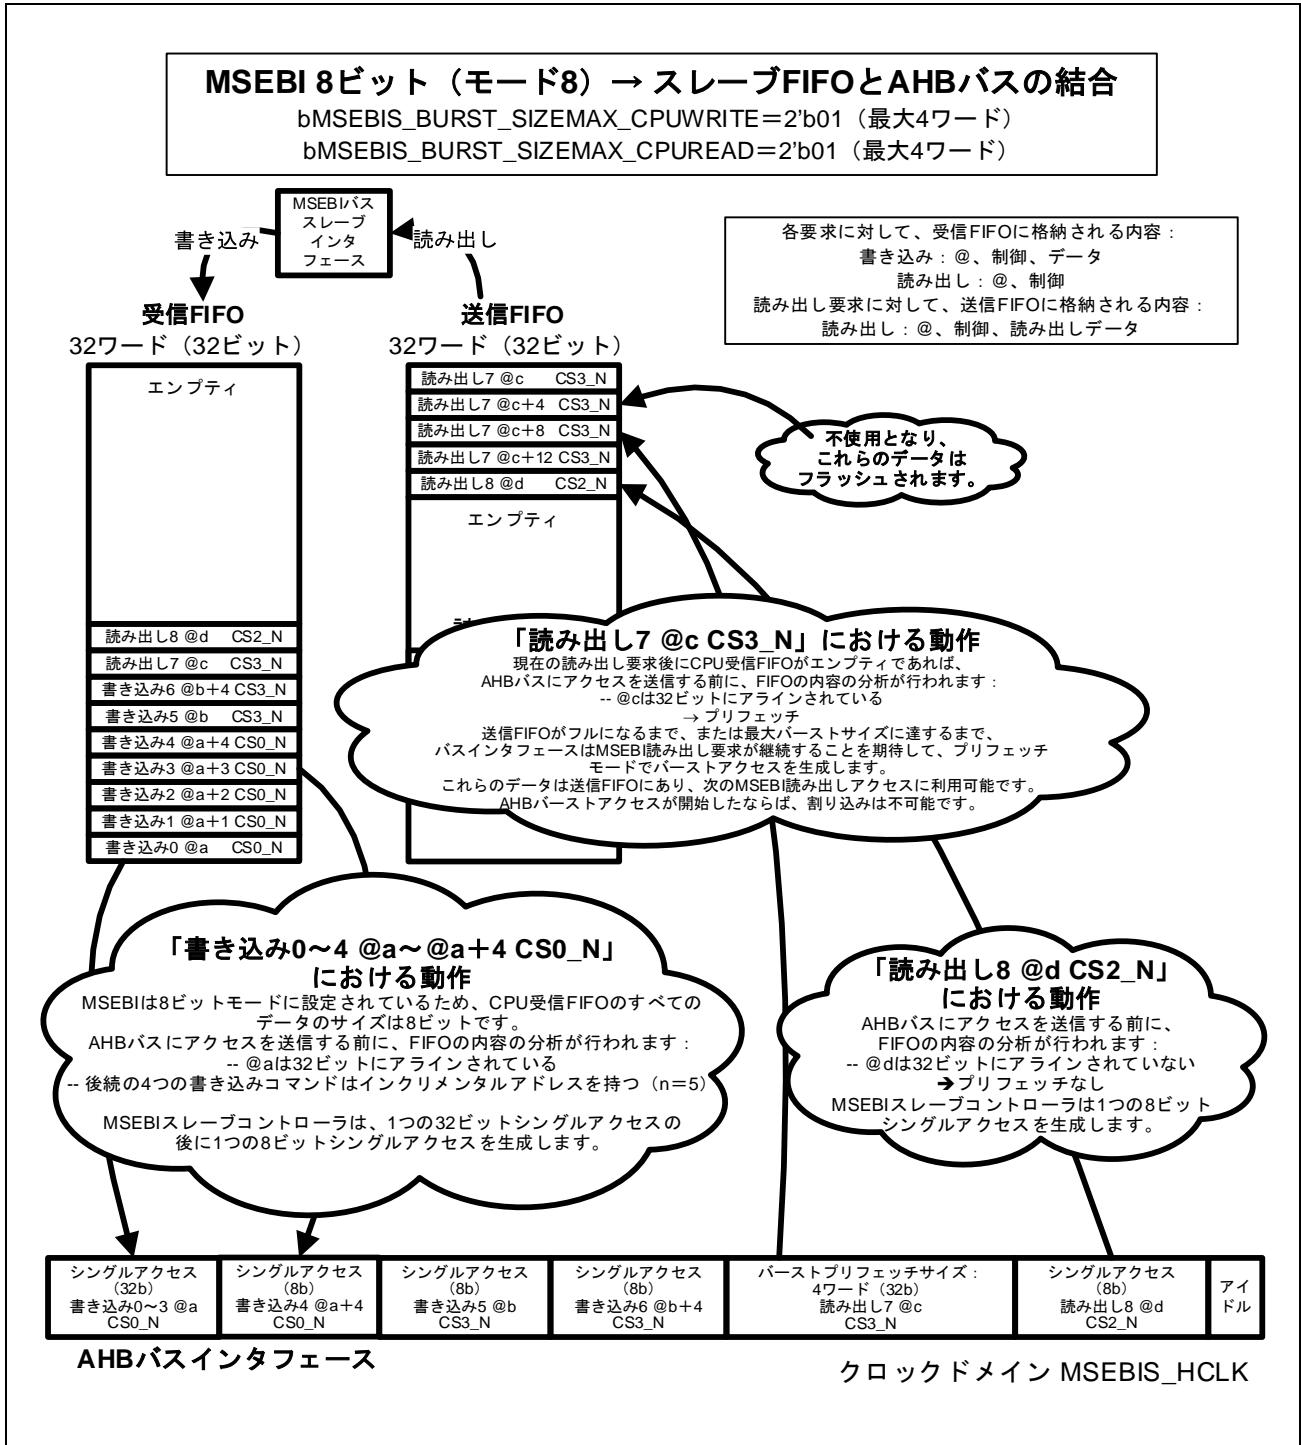 MSEBI 8ビット（モード8）→ スレーブFIFOとAHBバスの結合
bMSEBIS_BURST_SIZEMAX_CPUWRITE＝2'b01（最大4ワード）
bMSEBIS_BURST_SIZEMAX_CPUREAD＝2'b01（最大4ワード）
MSEBIバス
スレーブ
インタ
フェース
書き込み
読み出し
各要求に対して、受信FIFOに格納される内容：
書き込み：@、制御、データ
読み出し：@、制御
読み出し要求に対して、送信FIFOに格納される内容：
読み出し：@、制御、読み出しデータ
受信FIFO
32ワード（32ビット）
送信FIFO
32ワード（32ビット）
エンプティ
読み出し8 @d CS2_N
読み出し7 @c CS3_N
書き込み6 @b＋4 CS3_N
書き込み5 @b CS3_N
書き込み4 @a＋4 CS0_N
書き込み3 @a＋3 CS0_N
書き込み2 @a＋2 CS0_N
書き込み1 @a＋1 CS0_N
書き込み0 @a CS0_N
読み出し7 @c CS3_N
読み出し7 @c＋4 CS3_N
読み出し7 @c＋8 CS3_N
読み出し7 @c＋12 CS3_N
読み出し8 @d CS2_N
エンプティ
不使用となり、
これらのデータは
フラッシュされます。
「読み出し7 @c CS3_N」における動作
現在の読み出し要求後にCPU受信FIFOがエンプティであれば、
AHBバスにアクセスを送信する前に、FIFOの内容の分析が行われます：
-- @cは32ビットにアラインされている
→ プリフェッチ
送信FIFOがフルになるまで、または最大バーストサイズに達するまで、
バスインタフェースはMSEBI読み出し要求が継続することを期待して、プリフェッチ
モードでバーストアクセスを生成します。
これらのデータは送信FIFOにあり、次のMSEBI読み出しアクセスに利用可能です。
AHBバーストアクセスが開始したならば、割り込みは不可能です。
「書き込み0～4 @a～@a＋4 CS0_N」
における動作
MSEBIは8ビットモードに設定されているため、CPU受信FIFOのすべての
データのサイズは8ビットです。
AHBバスにアクセスを送信する前に、FIFOの内容の分析が行われます：
-- @aは32ビットにアラインされている
-- 後続の4つの書き込みコマンドはインクリメンタルアドレスを持つ（n＝5）
MSEBIスレーブコントローラは、1つの32ビットシングルアクセスの
後に1つの8ビットシングルアクセスを生成します。
「読み出し8 @d CS2_N」
における動作
AHBバスにアクセスを送信する前に、
FIFOの内容の分析が行われます：
-- @dは32ビットにアラインされていない
➔プリフェッチなし
MSEBIスレーブコントローラは1つの8ビット
シングルアクセスを生成します。
シングルアクセス
（32b）
書き込み0～3 @a
CS0_N
シングルアクセス
（8b）
書き込み4 @a＋4
CS0_N
シングルアクセス
（8b）
書き込み5 @b
CS3_N
シングルアクセス
（8b）
書き込み6 @b＋4
CS3_N
バーストプリフェッチサイズ：
4ワード（32b）
読み出し7 @c
CS3_N
シングルアクセス
（8b）
読み出し8 @d
CS2_N
アイ
ドル
AHBバスインタフェース
クロックドメイン MSEBIS_HCLK